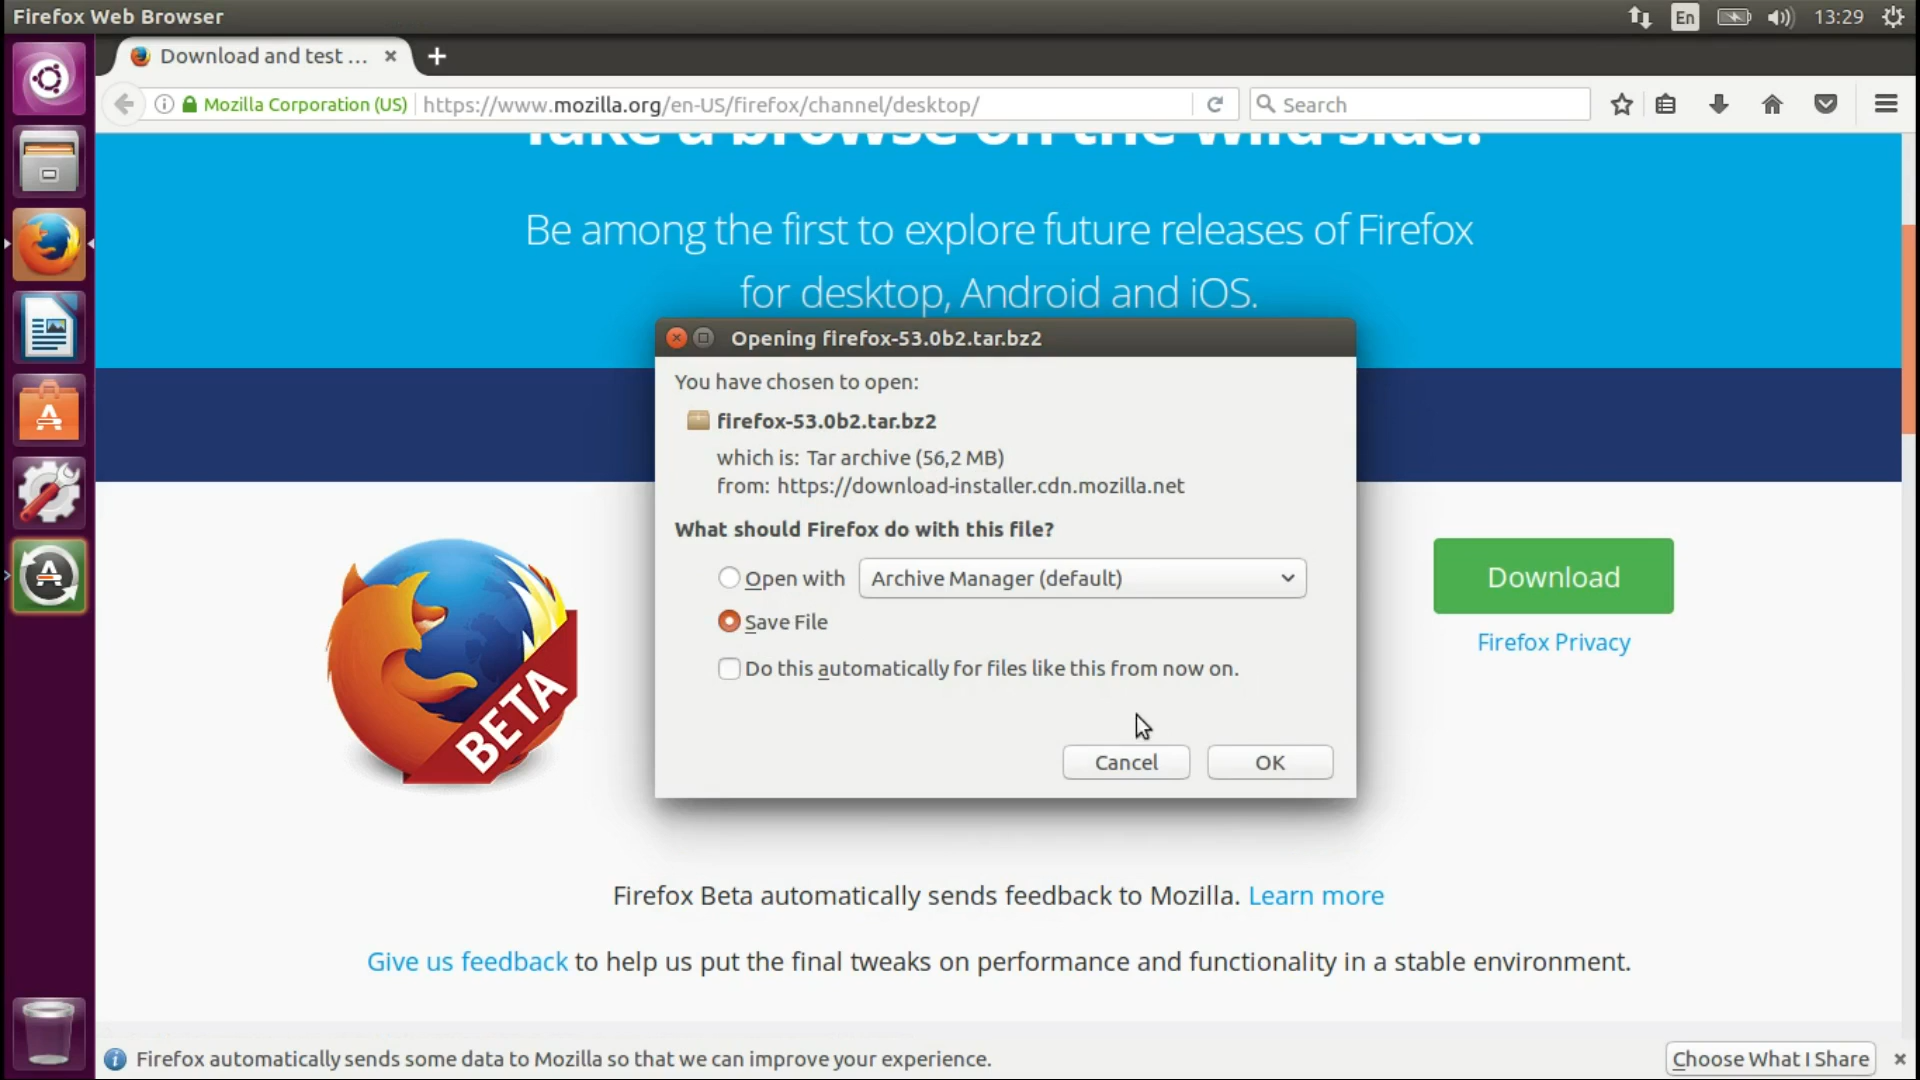 Firefox Web Browser
En
13:29
Download and test ...
Mozilla Corporation (US)
https://www.mozilla.org/en-US/firefox/channel/desktop/
Search
Take a browse on the wild side.
Be among the first to explore future releases of Firefox
for desktop, Android and iOS.
Opening firefox-53.0b2.tar.bz2
You have chosen to open:
firefox-53.0b2.tar.bz2
which is: Tar archive (56,2 MB)
from: https://download-installer.cdn.mozilla.net
What should Firefox do with this file?
Open with
Archive Manager (default)
Save File
Do this automatically for files like this from now on.
Cancel
OK
BETA
Download
Firefox Privacy
Firefox Beta automatically sends feedback to Mozilla. Learn more
Give us feedback to help us put the final tweaks on performance and functionality in a stable environment.
Firefox automatically sends some data to Mozilla so that we can improve your experience.
Choose What I Share